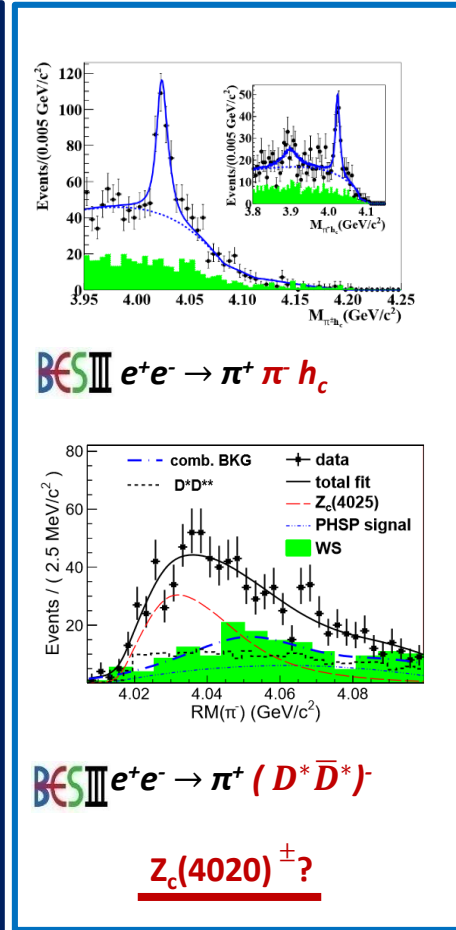 Events/(0.005 GeV/c²)
120
100
80
60
40
20
0
3.95 4.00 4.05 4.10 4.15 4.20 4.25
M_{π±h_c}(GeV/c²)
Events/(0.005 GeV/c²)
50
40
30
20
10
0
3.8 3.9 4.0 4.1
M_{π⁺h_c}(GeV/c²)
BESIII e⁺e⁻ → π⁺ π⁻ h_c
Events / ( 2.5 MeV/c² )
80
60
40
20
comb. BKG
D*D**
data
total fit
Z_c(4025)
PHSP signal
WS
4.02 4.04 4.06 4.08
RM(π⁻) (GeV/c²)
BESIII e⁺e⁻ → π⁺ ( D* D̅* )⁻
Z_c(4020) ± ?